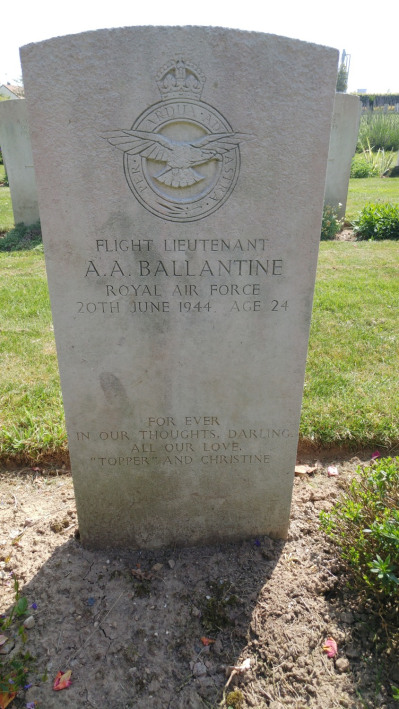 PER ARDUA AD ASTRA
FLIGHT LIEUTENANT
A.A. BALLANTINE
ROYAL AIR FORCE
20TH JUNE 1944 AGE 24
FOR EVER
IN OUR THOUGHTS, DARLING.
ALL OUR LOVE,
"TOPPER" AND CHRISTINE